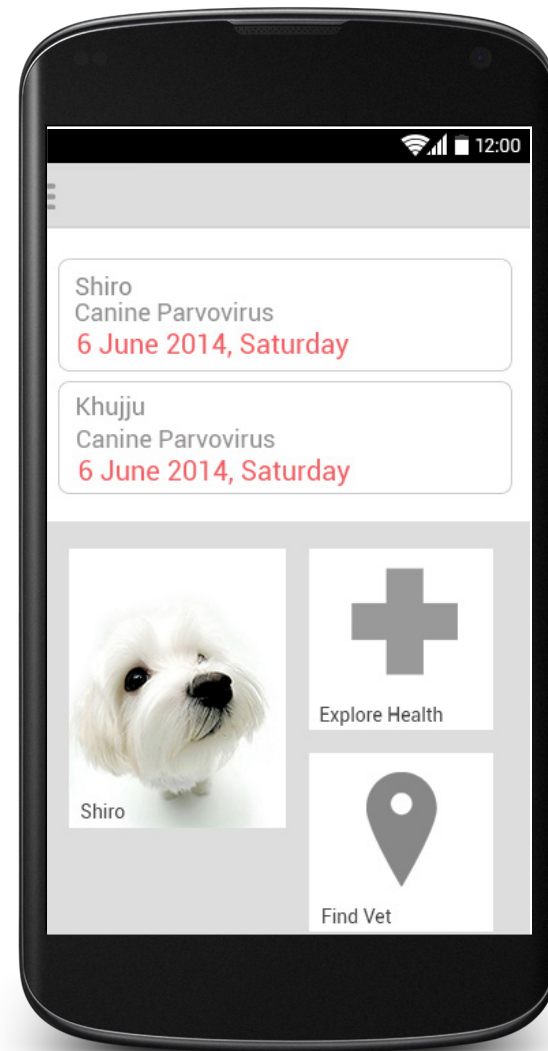 12:00
Shiro
Canine Parvovirus
6 June 2014, Saturday
Khujju
Canine Parvovirus
6 June 2014, Saturday
Explore Health
Shiro
Find Vet